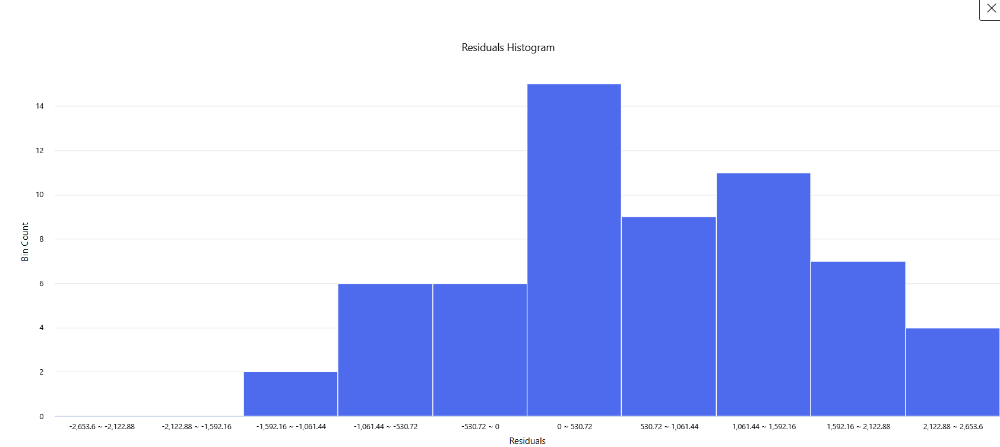 Residuals Histogram
14
12
10
8
6
4
2
0
Bin Count
-2,653.6 ~ -2,122.88
-2,122.88 ~ -1,592.16
-1,592.16 ~ -1,061.44
-1,061.44 ~ -530.72
-530.72 ~ 0
0 ~ 530.72
530.72 ~ 1,061.44
1,061.44 ~ 1,592.16
1,592.16 ~ 2,122.88
2,122.88 ~ 2,653.6
Residuals